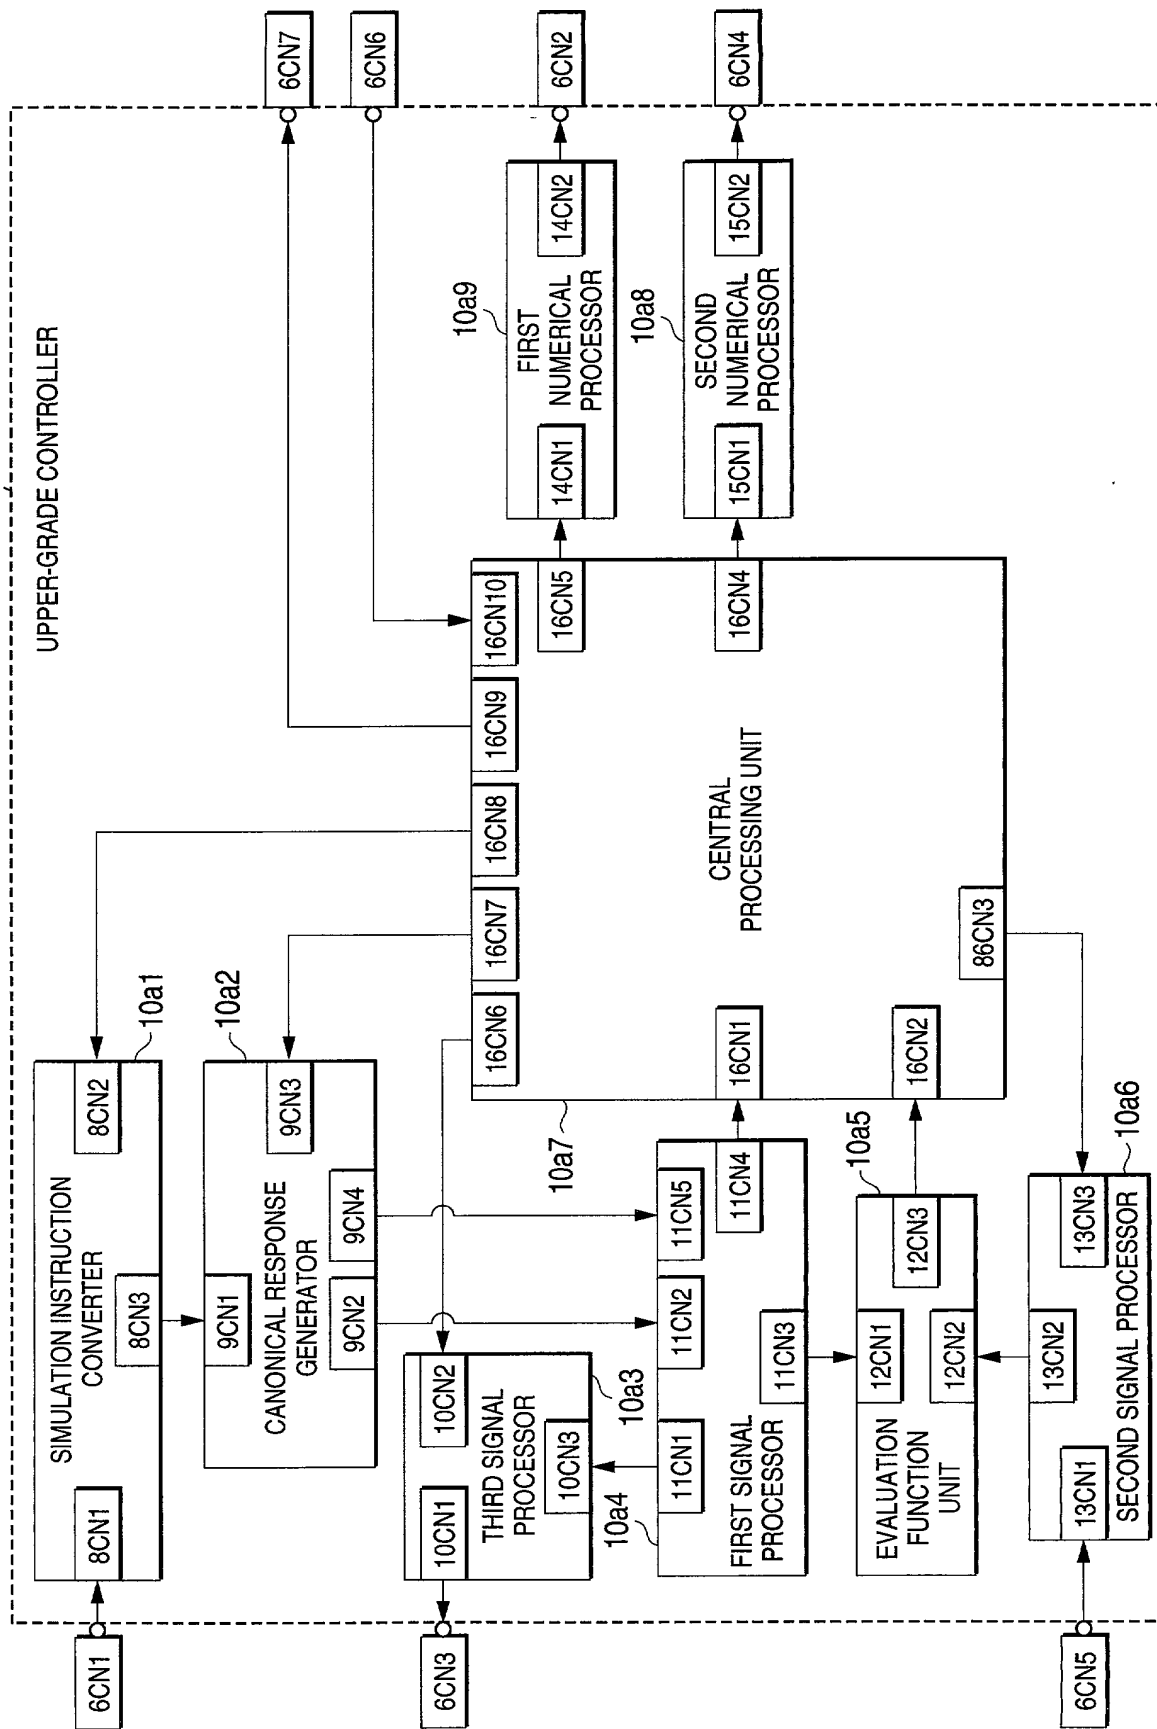 UPPER-GRADE CONTROLLER
6CN1
8CN1
SIMULATION INSTRUCTION
CONVERTER
8CN3
8CN2
10a1
9CN1
CANONICAL RESPONSE
GENERATOR
9CN2
9CN4
9CN3
10a2
6CN3
10CN1
THIRD SIGNAL
PROCESSOR
10CN2
10CN3
10a3
10a4
11CN1
11CN2
11CN5
FIRST SIGNAL
PROCESSOR
11CN3
11CN4
10a5
EVALUATION
FUNCTION
UNIT
12CN1
12CN2
12CN3
6CN5
13CN1
13CN2
13CN3
SECOND SIGNAL PROCESSOR
10a6
10a7
16CN6
16CN7
16CN8
16CN9
16CN10
16CN1
16CN2
86CN3
CENTRAL
PROCESSING UNIT
16CN5
16CN4
10a9
14CN1
FIRST
NUMERICAL
PROCESSOR
14CN2
10a8
15CN1
SECOND
NUMERICAL
PROCESSOR
15CN2
6CN7
6CN6
6CN2
6CN4